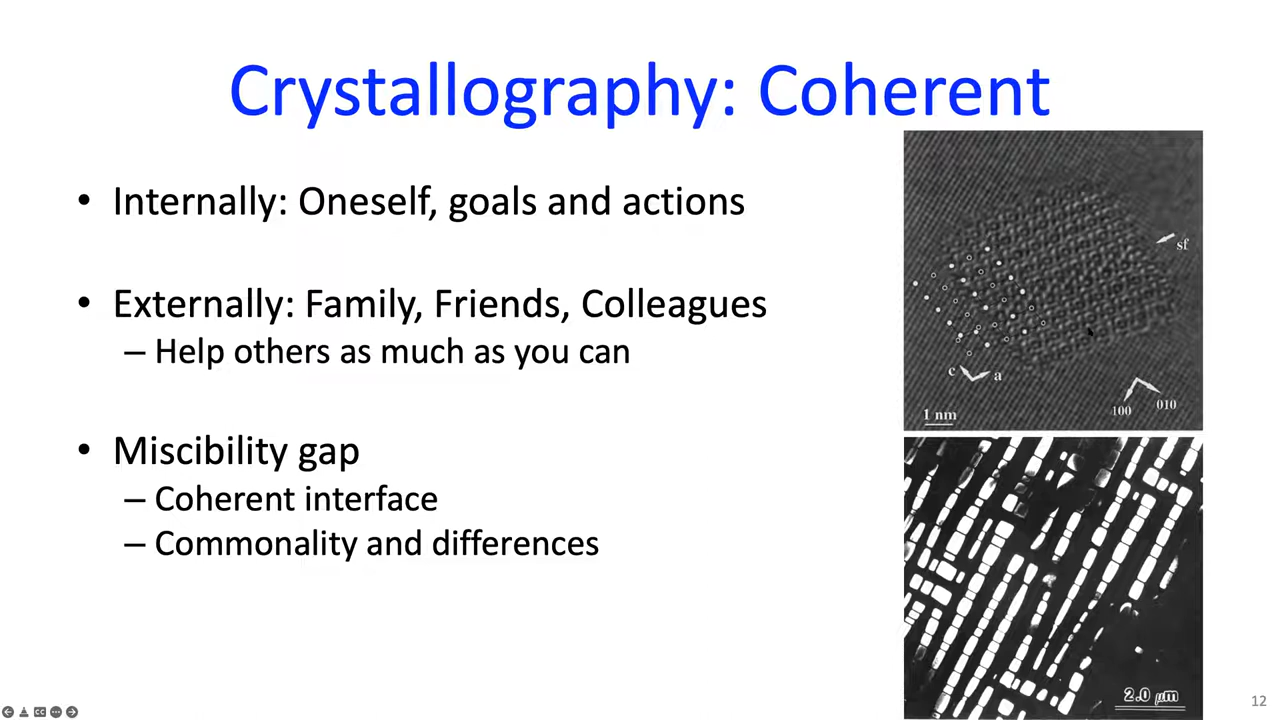 Crystallography: Coherent
• Internally: Oneself, goals and actions
• Externally: Family, Friends, Colleagues
– Help others as much as you can
• Miscibility gap
– Coherent interface
– Commonality and differences
sf
c
a
1 nm
100
010
2.0 μm
CC
12